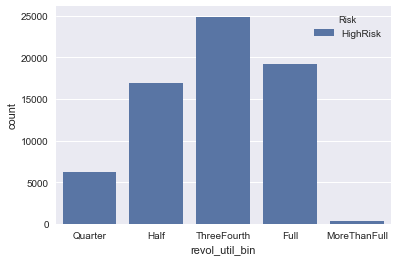 Risk
HighRisk
25000
20000
15000
10000
5000
0
count
Quarter Half ThreeFourth Full MoreThanFull
revol_util_bin